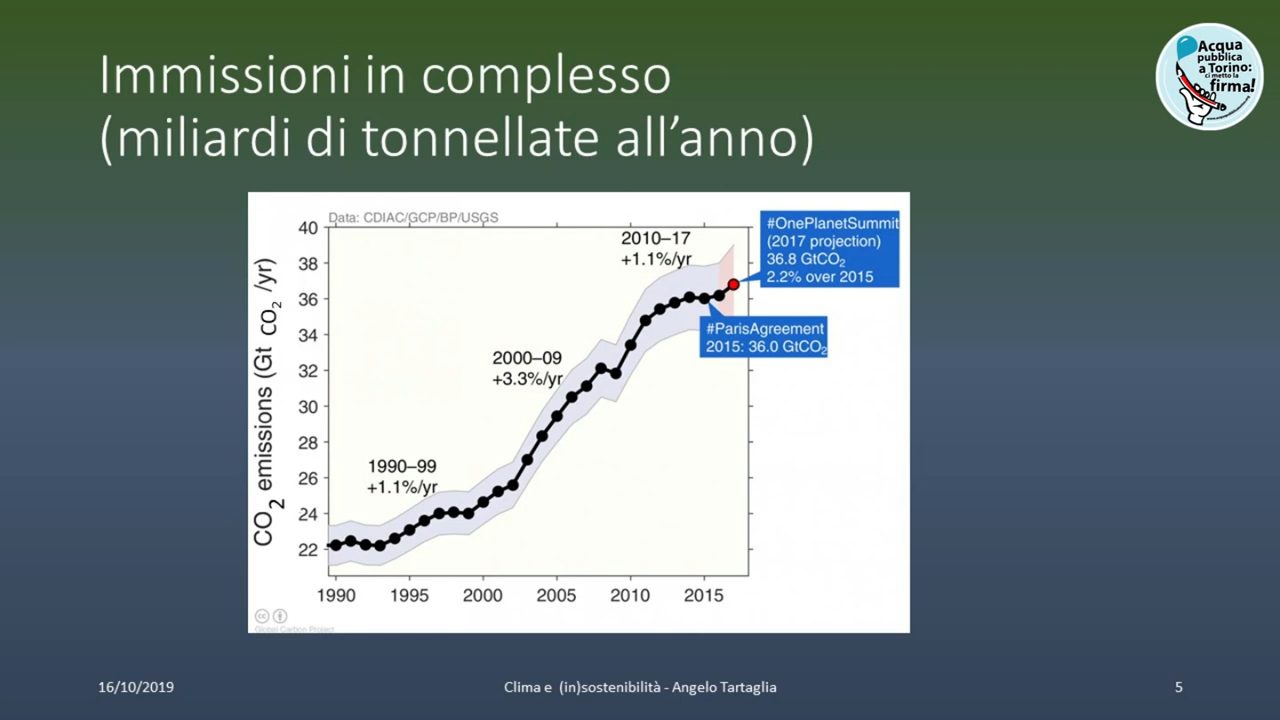 Immissioni in complesso
(miliardi di tonnellate all’anno)
Acqua
pubblica
a Torino:
ci metto la
firma!
Data: CDIAC/GCP/BP/USGS
CO2 emissions (Gt CO2 /yr)
40
38
36
34
32
30
28
26
24
22
1990
1995
2000
2005
2010
2015
1990–99
+1.1%/yr
2000–09
+3.3%/yr
2010–17
+1.1%/yr
#OnePlanetSummit
(2017 projection)
36.8 GtCO2
2.2% over 2015
#ParisAgreement
2015: 36.0 GtCO2
cc
Global Carbon Project
16/10/2019
Clima e (in)sostenibilità - Angelo Tartaglia
5